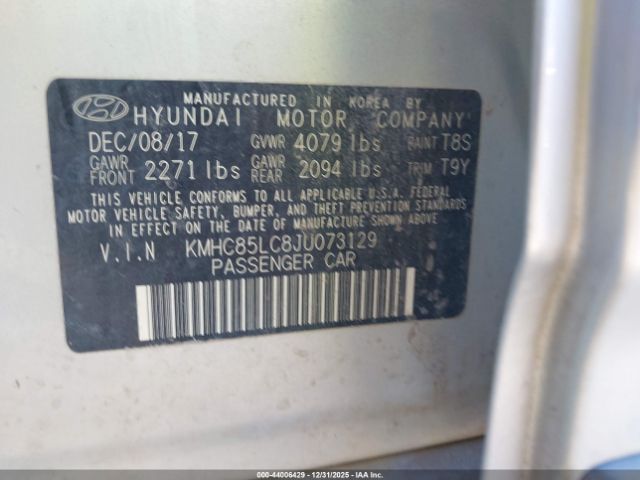 MANUFACTURED IN KOREA BY
HYUNDAI MOTOR COMPANY
DEC/08/17 GVWR 4079 lbs PAINT T8S
GAWR FRONT 2271 lbs GAWR REAR 2094 lbs TRIM T9Y
THIS VEHICLE CONFORMS TO ALL APPLICABLE U.S.A. FEDERAL
MOTOR VEHICLE SAFETY, BUMPER, AND THEFT PREVENTION STANDARDS
IN EFFECT ON THE DATE OF MANUFACTURE SHOWN ABOVE
V.I.N KMHC85LC8JU073129
PASSENGER CAR
000-44006429 - 12/31/2025 - IAA, Inc.